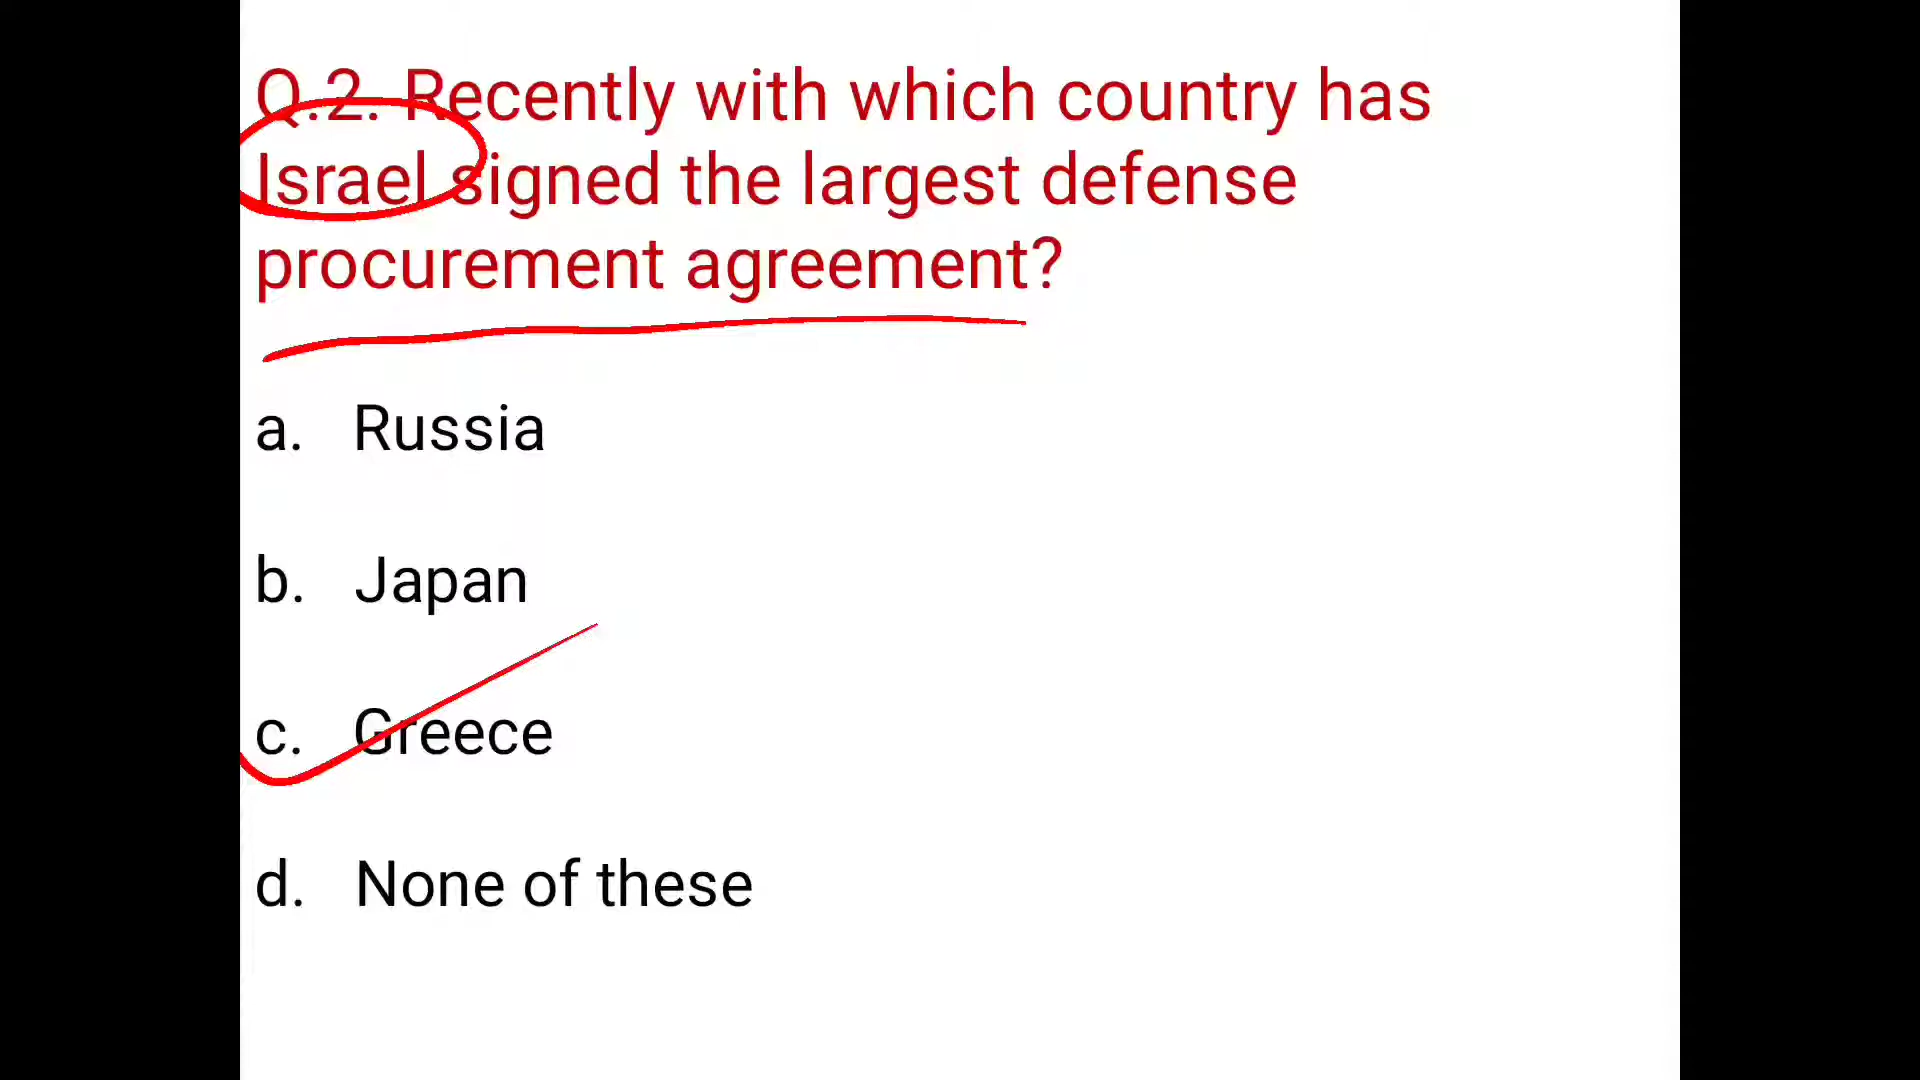 Q.2. Recently with which country has
Israel signed the largest defense
procurement agreement?
a. Russia
b. Japan
c. Greece
d. None of these